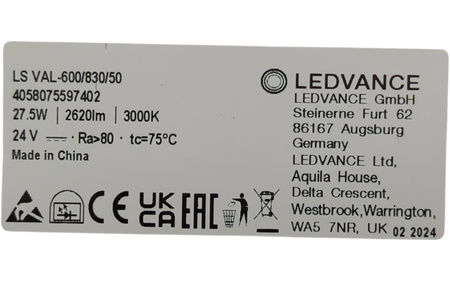 LS VAL-600/830/50
4058075597402
27.5W | 2620lm | 3000K
24 V ⎓ · Ra>80 · tc=75°C
Made in China
CE UK CA EAC
LEDVANCE
LEDVANCE GmbH
Steinerne Furt 62
86167 Augsburg
Germany
LEDVANCE Ltd,
Aquila House,
Delta Crescent,
Westbrook,Warrington,
WA5 7NR, UK 02 2024